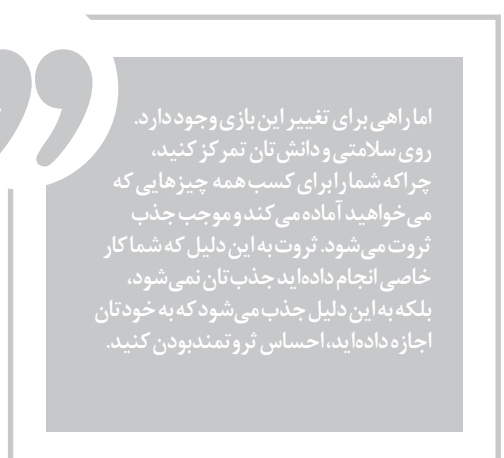 اما راهی برای تغییر این بازی وجود دارد.
روی سلامتی و دانش‌تان تمرکز کنید،
چراکه شما را برای کسب همه چیزهایی که
می‌خواهید آماده می‌کند و موجب جذب
ثروت می‌شود. ثروت به این دلیل که شما کار
خاصی انجام داده‌اید جذب‌تان نمی‌شود،
بلکه به این دلیل جذب می‌شود که به خودتان
اجازه داده‌اید، احساس ثروتمندبودن کنید.